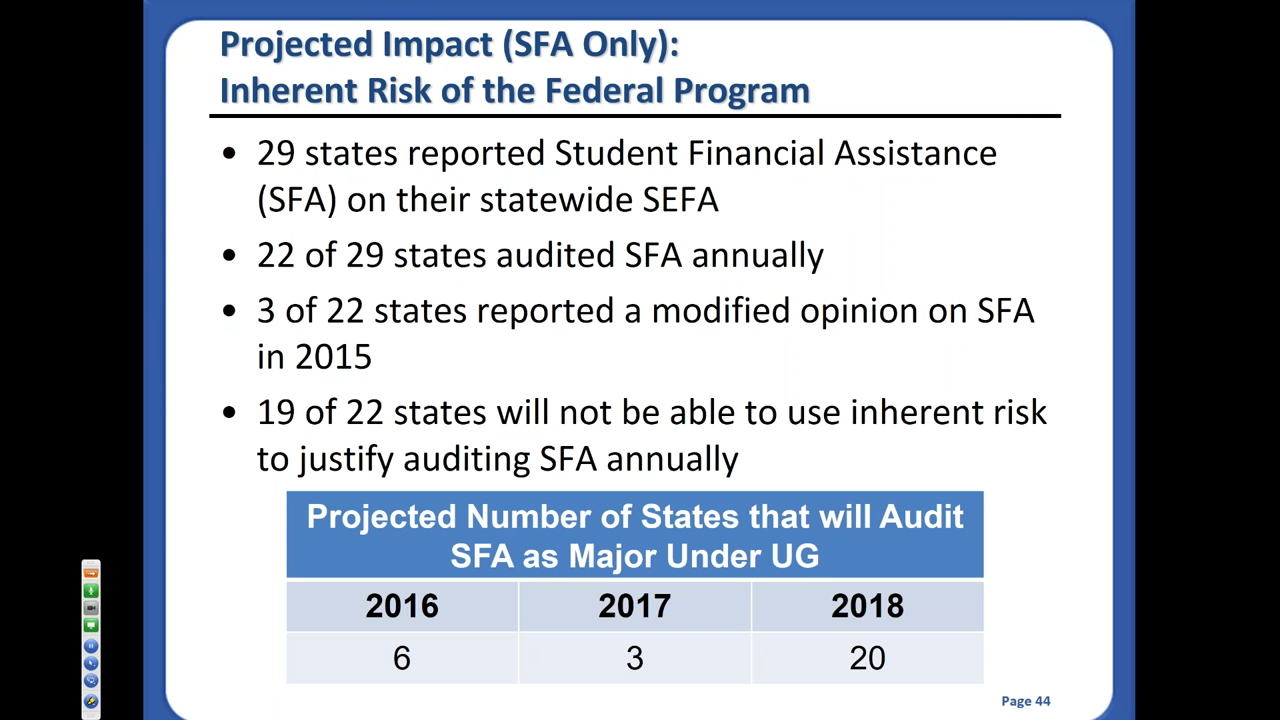 Projected Impact (SFA Only):
Inherent Risk of the Federal Program
• 29 states reported Student Financial Assistance
(SFA) on their statewide SEFA
• 22 of 29 states audited SFA annually
• 3 of 22 states reported a modified opinion on SFA
in 2015
• 19 of 22 states will not be able to use inherent risk
to justify auditing SFA annually
Projected Number of States that will Audit
SFA as Major Under UG
2016 2017 2018
6 3 20
Page 44